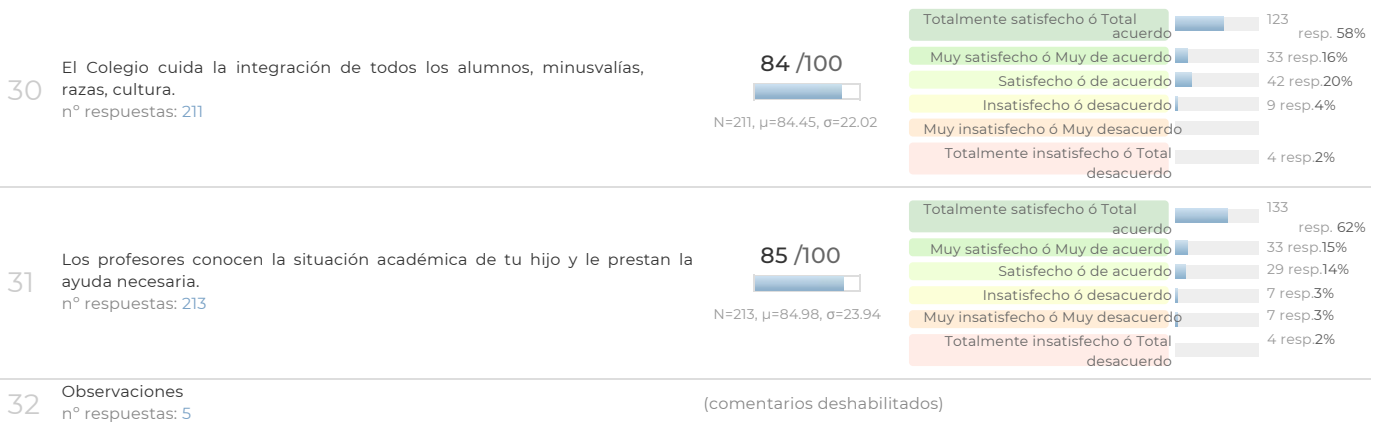 30
El Colegio cuida la integración de todos los alumnos, minusvalías,
razas, cultura.
nº respuestas: 211
84 /100
N=211, μ=84.45, σ=22.02
Totalmente satisfecho ó Total
acuerdo
123
resp. 58%
Muy satisfecho ó Muy de acuerdo
33 resp.16%
Satisfecho ó de acuerdo
42 resp.20%
Insatisfecho ó desacuerdo
9 resp.4%
Muy insatisfecho ó Muy desacuerdo
Totalmente insatisfecho ó Total
desacuerdo
4 resp.2%
31
Los profesores conocen la situación académica de tu hijo y le prestan la
ayuda necesaria.
nº respuestas: 213
85 /100
N=213, μ=84.98, σ=23.94
Totalmente satisfecho ó Total
acuerdo
133
resp. 62%
Muy satisfecho ó Muy de acuerdo
33 resp.15%
Satisfecho ó de acuerdo
29 resp.14%
Insatisfecho ó desacuerdo
7 resp.3%
Muy insatisfecho ó Muy desacuerdo
7 resp.3%
Totalmente insatisfecho ó Total
desacuerdo
4 resp.2%
32
Observaciones
nº respuestas: 5
(comentarios deshabilitados)